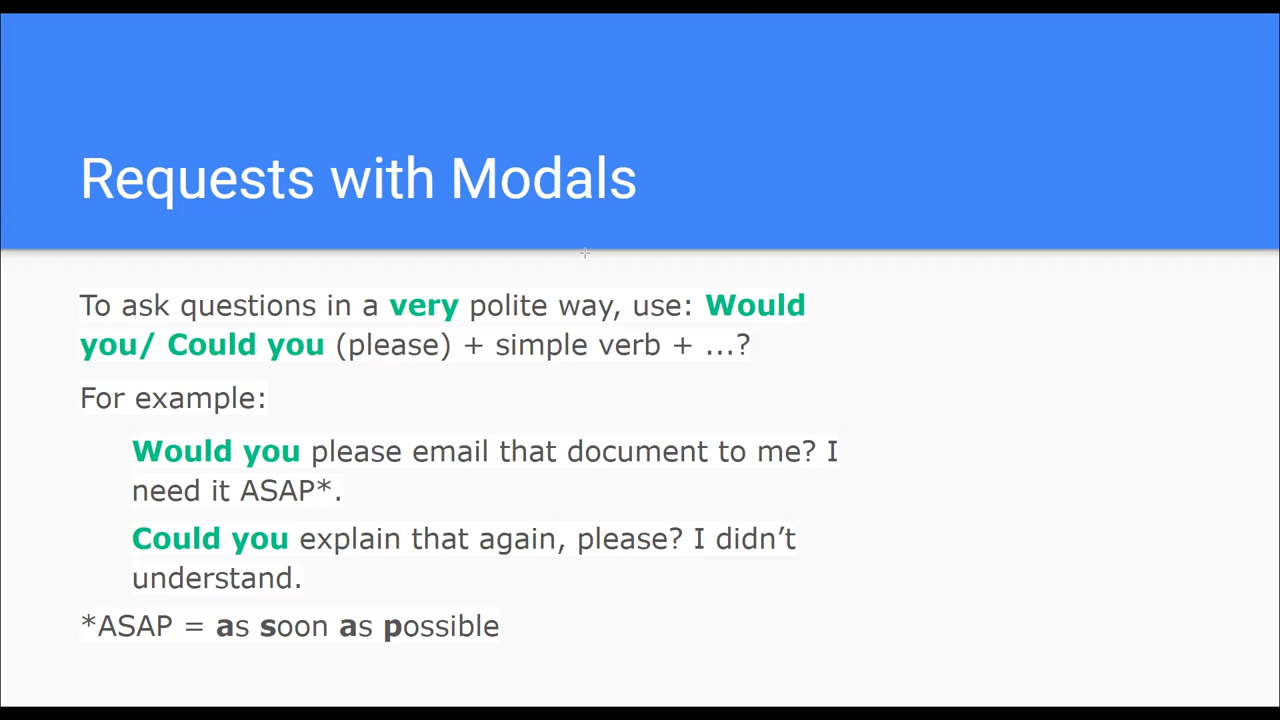 Requests with Modals
To ask questions in a very polite way, use: Would
you/ Could you (please) + simple verb + ...?
For example:
Would you please email that document to me? I
need it ASAP*.
Could you explain that again, please? I didn’t
understand.
*ASAP = as soon as possible